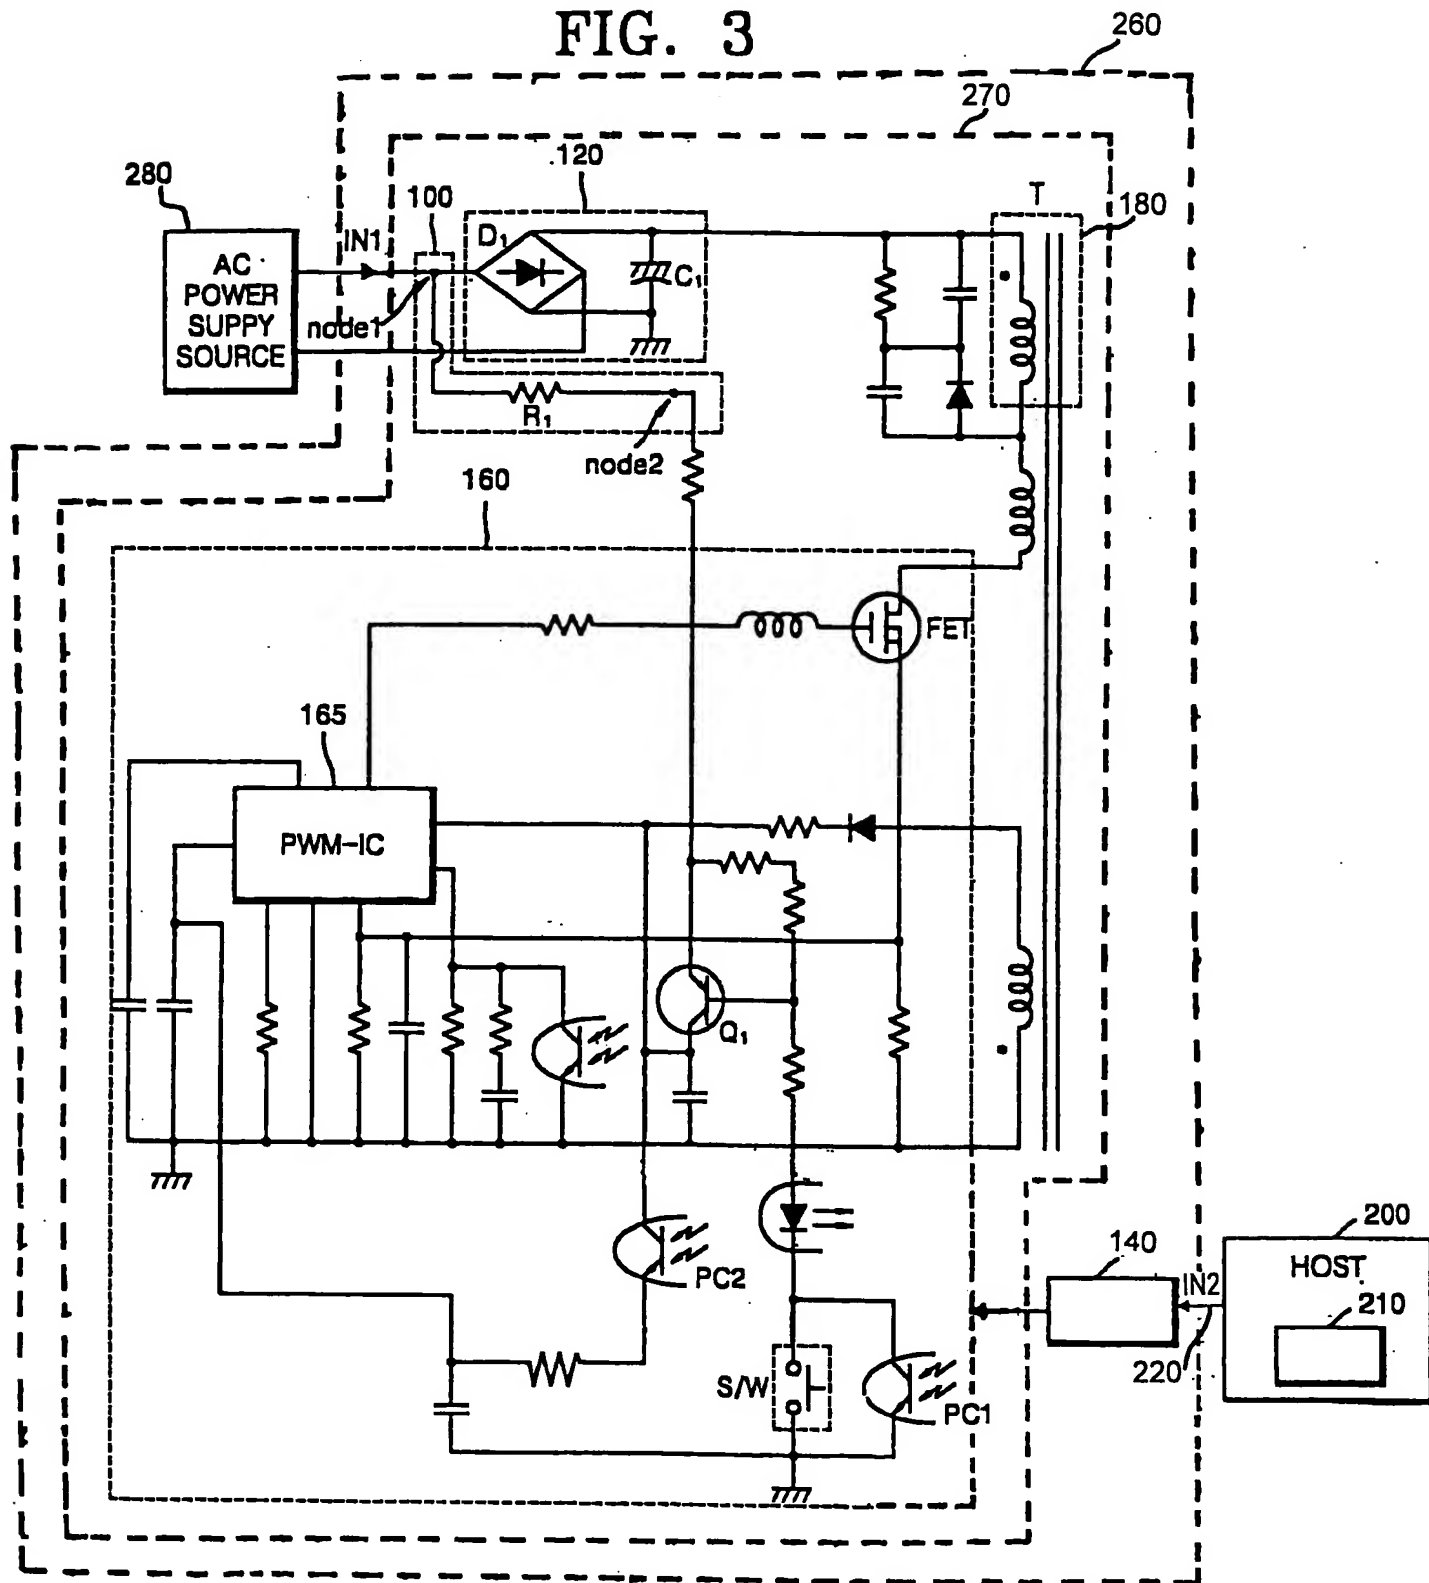 FIG. 3
260
270
.120
280
100
T
180
IN1
D1
AC
POWER
SUPPY
SOURCE
C1
node1
R1
node2
160
FET
165
PWM-IC
Q1
200
140
HOST
PC2
IN2
210
220
S/W
PC1